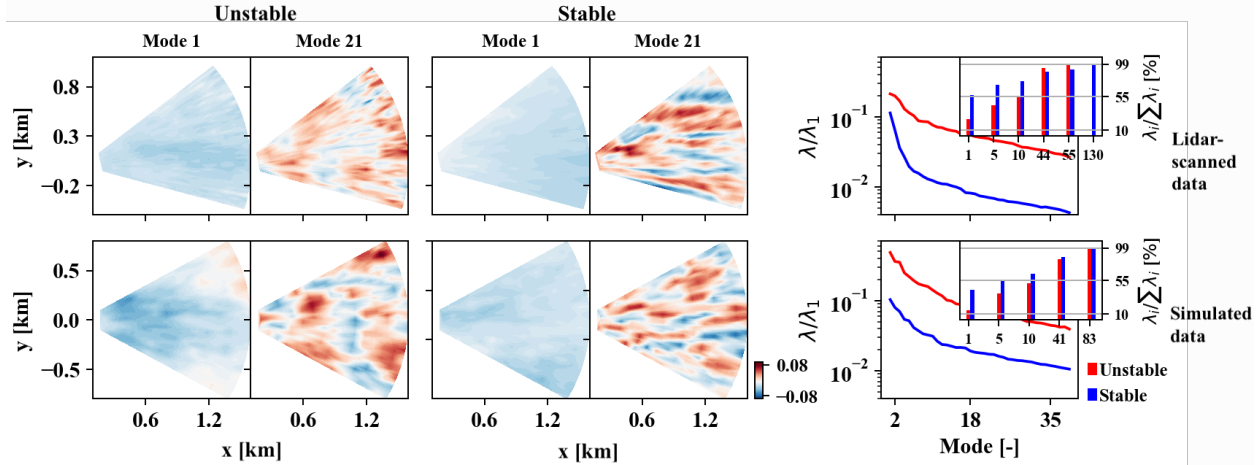 Unstable
Stable
Mode 1
Mode 21
Mode 1
Mode 21
y [km]
0.8
0.3
−0.2
λ/λ₁
10⁻¹
10⁻²
99
55
10
λᵢ/∑λᵢ [%]
1 5 10 44 55 130
Lidar-
scanned
data
y [km]
0.5
0.0
−0.5
0.6 1.2
0.6 1.2
0.6 1.2
0.6 1.2
x [km]
x [km]
0.08
−0.08
λ/λ₁
10⁻¹
10⁻²
99
55
10
λᵢ/∑λᵢ [%]
1 5 10 41 83
Simulated
data
Unstable
Stable
2 18 35
Mode [-]